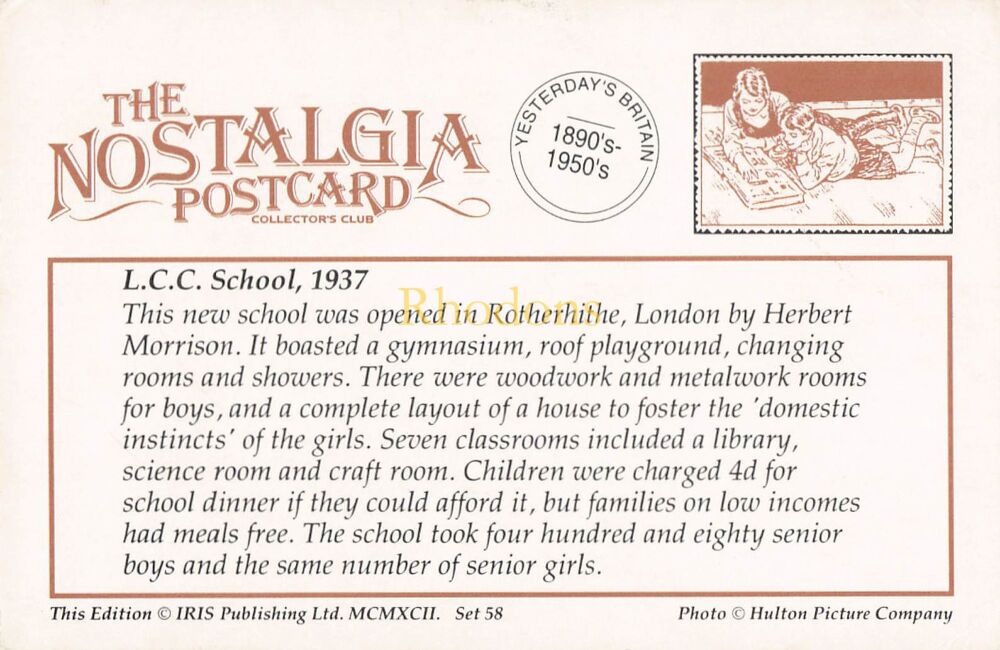 THE
NOSTALGIA
POSTCARD
COLLECTOR'S CLUB
YESTERDAY'S BRITAIN
1890's-
1950's
L.C.C. School, 1937
This new school was opened in Rotherhithe, London by Herbert
Morrison. It boasted a gymnasium, roof playground, changing
rooms and showers. There were woodwork and metalwork rooms
for boys, and a complete layout of a house to foster the 'domestic
instincts' of the girls. Seven classrooms included a library,
science room and craft room. Children were charged 4d for
school dinner if they could afford it, but families on low incomes
had meals free. The school took four hundred and eighty senior
boys and the same number of senior girls.
Rhodons
This Edition © IRIS Publishing Ltd. MCMXCII. Set 58
Photo © Hulton Picture Company